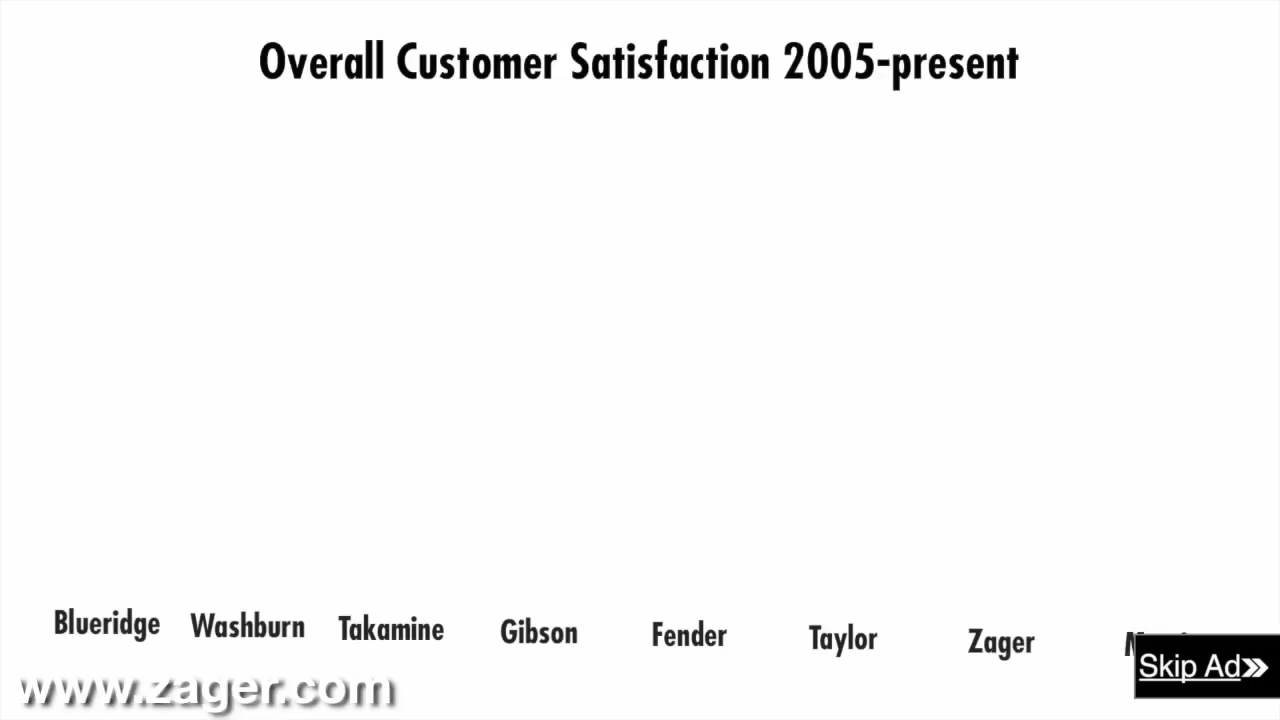 Overall Customer Satisfaction 2005-present
Blueridge Washburn Takamine Gibson Fender Taylor Zager
Skip Ad
www.zager.com